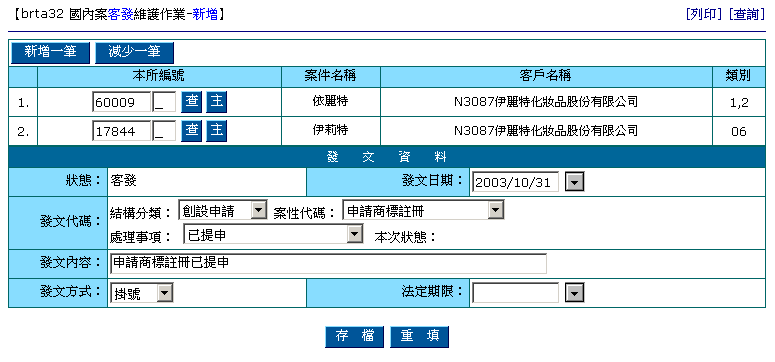 【brta32 國內案客發維護作業-新增】 [列印] [查詢]
新增一筆 減少一筆
本所編號 案件名稱 客戶名稱 類別
1. 60009 _ 查 主 依麗特 N3087伊麗特化妝品股份有限公司 1,2
2. 17844 _ 查 主 伊莉特 N3087伊麗特化妝品股份有限公司 06
發 文 資 料
狀態： 客發 發文日期： 2003/10/31
發文代碼： 結構分類： 創設申請 案性代碼： 申請商標註冊
處理事項： 已提申 本次狀態：
發文內容： 申請商標註冊已提申
發文方式： 掛號 法定期限：
存 檔 重 填